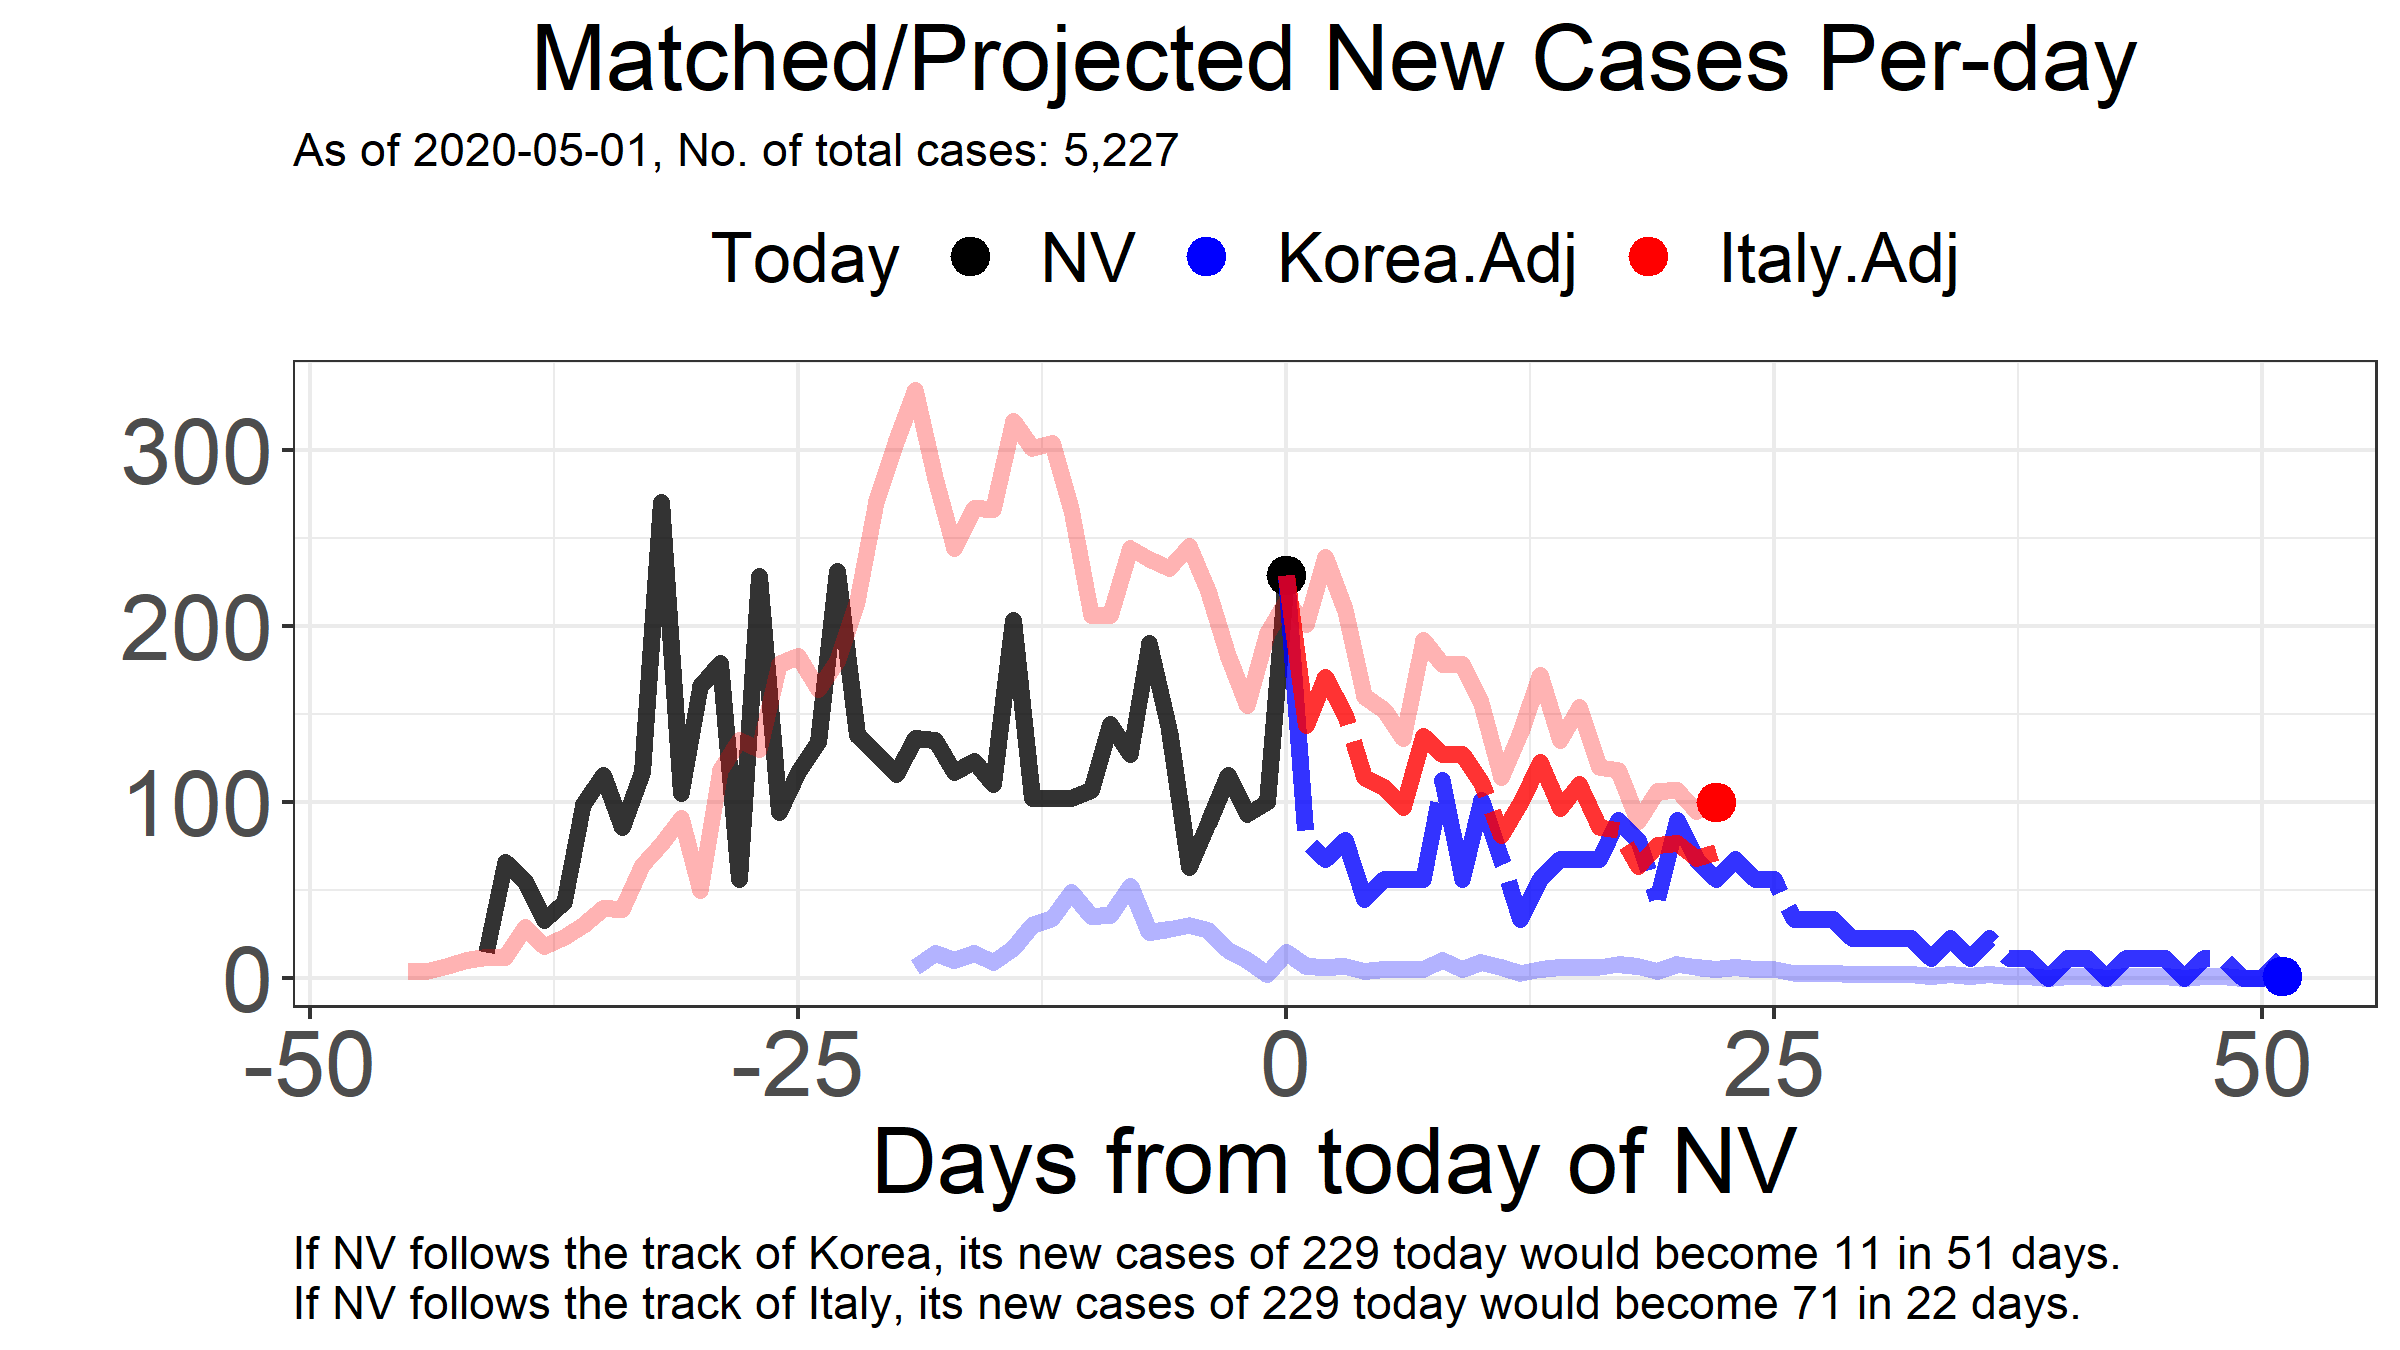 Matched/Projected New Cases Per-day
As of 2020-05-01, No. of total cases: 5,227
Today NV Korea.Adj Italy.Adj
300
200
100
0
-50 -25 0 25 50
Days from today of NV
If NV follows the track of Korea, its new cases of 229 today would become 11 in 51 days.
If NV follows the track of Italy, its new cases of 229 today would become 71 in 22 days.